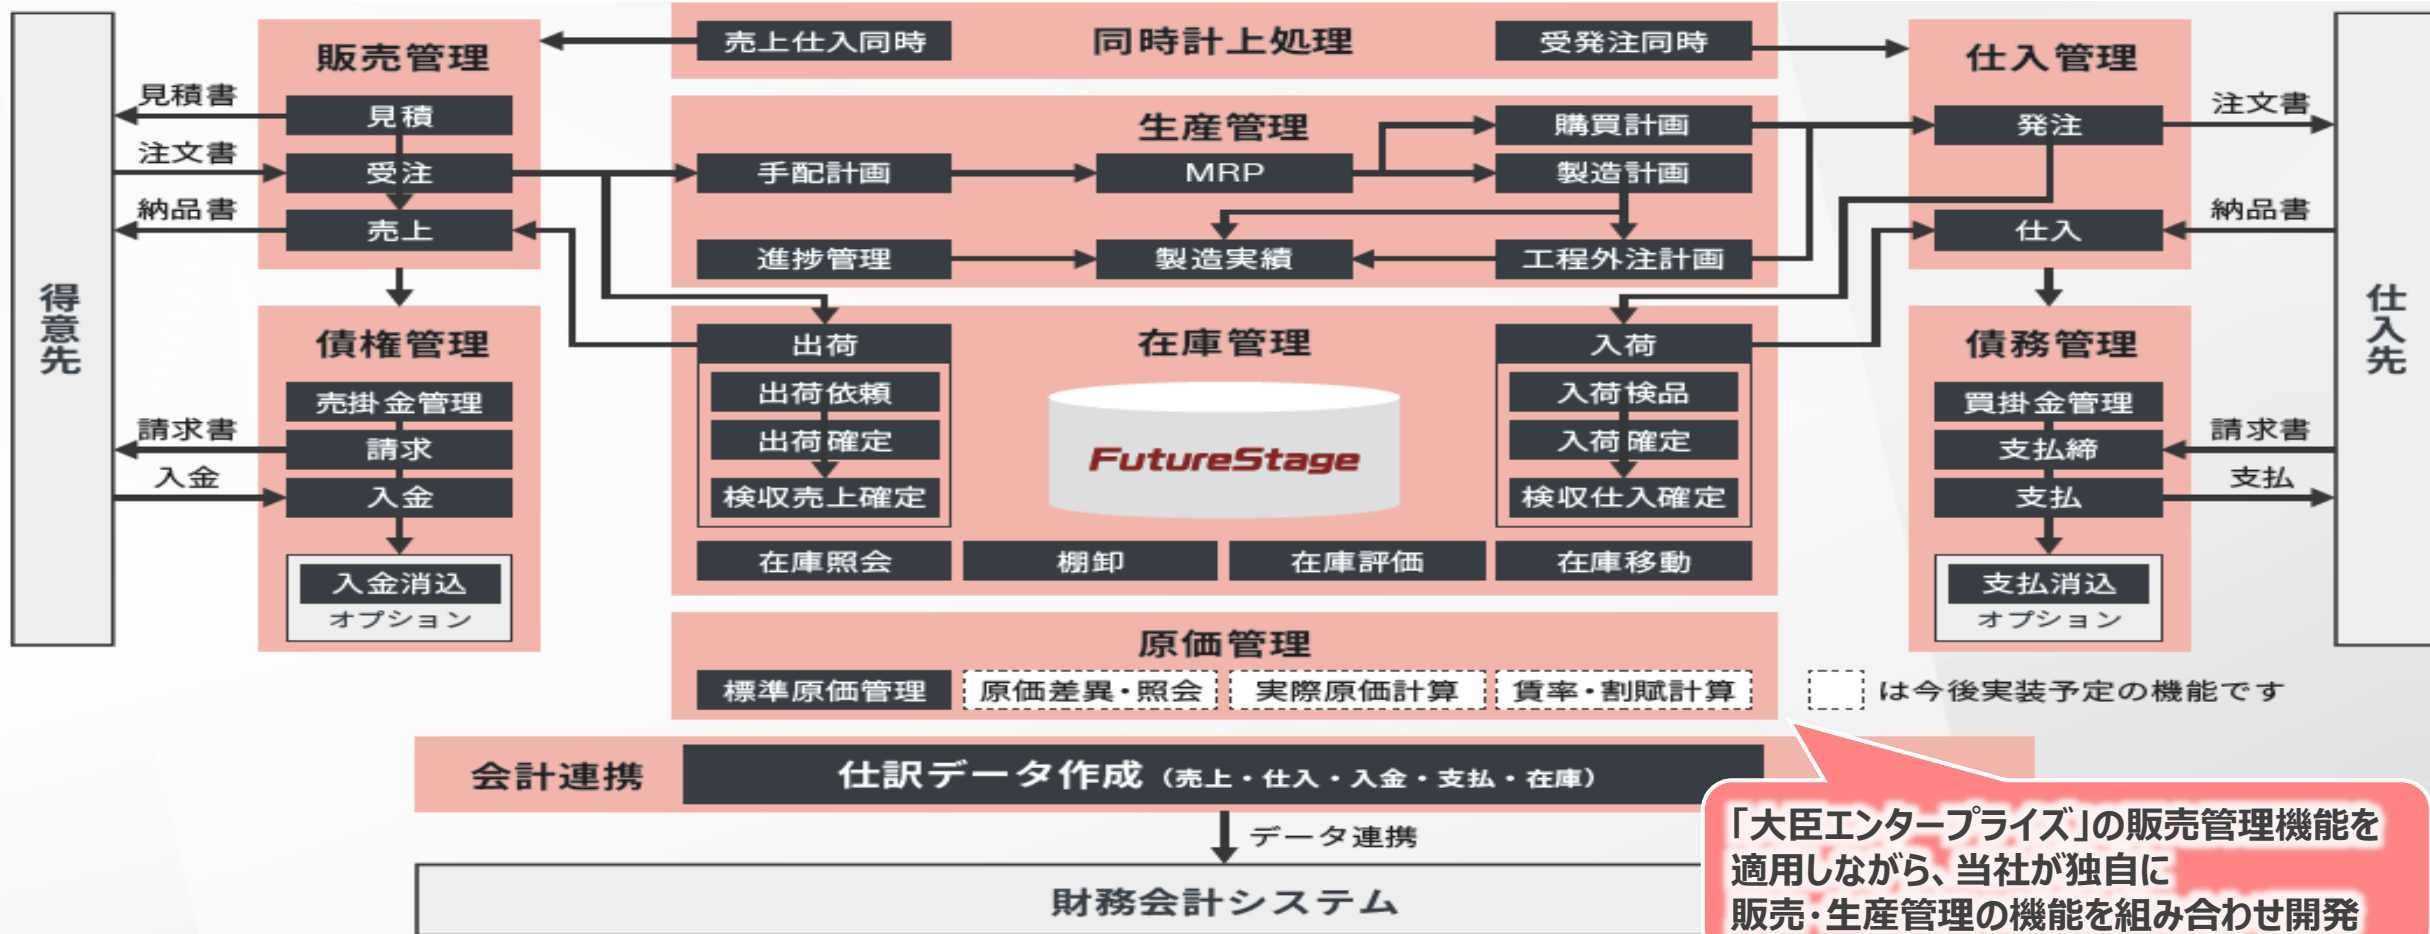 得意先
見積書
注文書
納品書
請求書
入金
販売管理
見積
受注
売上
債権管理
売掛金管理
請求
入金
入金消込
オプション
売上仕入同時
同時計上処理
受発注同時
生産管理
購買計画
手配計画
MRP
製造計画
進捗管理
製造実績
工程外注計画
出荷
在庫管理
入荷
出荷依頼
出荷確定
検収売上確定
FutureStage
入荷検品
入荷確定
検収仕入確定
在庫照会
棚卸
在庫評価
在庫移動
原価管理
標準原価管理
原価差異・照会
実際原価計算
賃率・割賦計算
は今後実装予定の機能です
仕入管理
発注
仕入
債務管理
買掛金管理
支払締
支払
支払消込
オプション
注文書
納品書
請求書
支払
仕入先
会計連携
仕訳データ作成（売上・仕入・入金・支払・在庫）
データ連携
財務会計システム
「大臣エンタープライズ」の販売管理機能を
適用しながら、当社が独自に
販売・生産管理の機能を組み合わせ開発